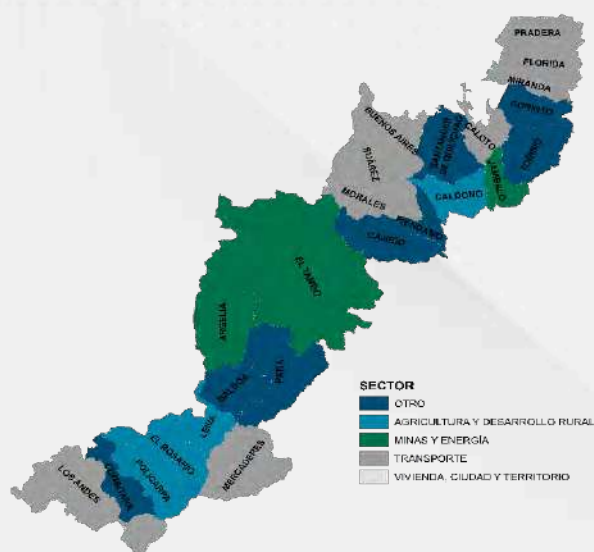 PRADERA
FLORIDA
MIRANDA
CORINTO
TORIBIO
BUENOS AIRES
SANTANDER
DE QUILICHAO
CALOTO
JAMBALO
SUÁREZ
MORALES
CALDONO
PIENDAMO
CAJIBIO
EL TAMBO
ARGELIA
BALBOA
PATIA
LEIVA
EL ROSARIO
POLICARPA
MERCADERES
CUMBITARA
LOS ANDES
SECTOR
OTRO
AGRICULTURA Y DESARROLLO RURAL
MINAS Y ENERGÍA
TRANSPORTE
VIVIENDA, CIUDAD Y TERRITORIO